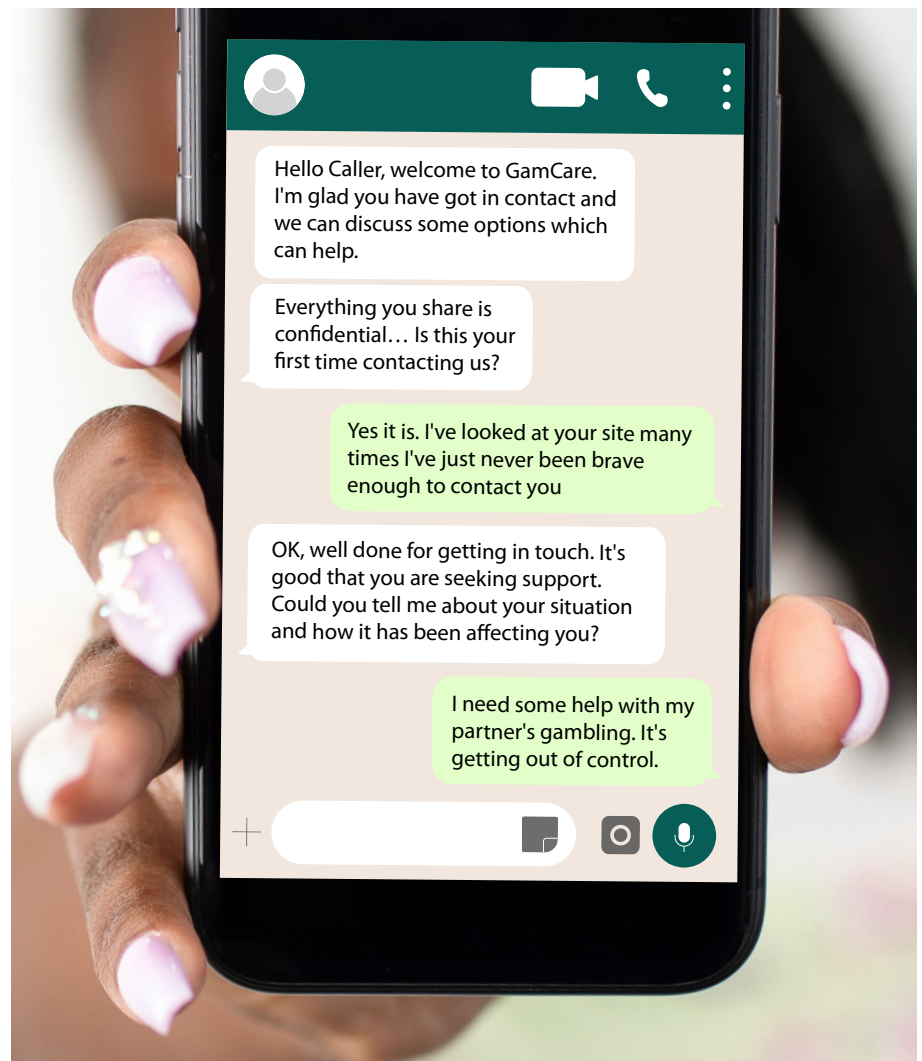 Hello Caller, welcome to GamCare.
I'm glad you have got in contact and
we can discuss some options which
can help.
Everything you share is
confidential… Is this your
first time contacting us?
Yes it is. I've looked at your site many
times I've just never been brave
enough to contact you
OK, well done for getting in touch. It's
good that you are seeking support.
Could you tell me about your situation
and how it has been affecting you?
I need some help with my
partner's gambling. It's
getting out of control.